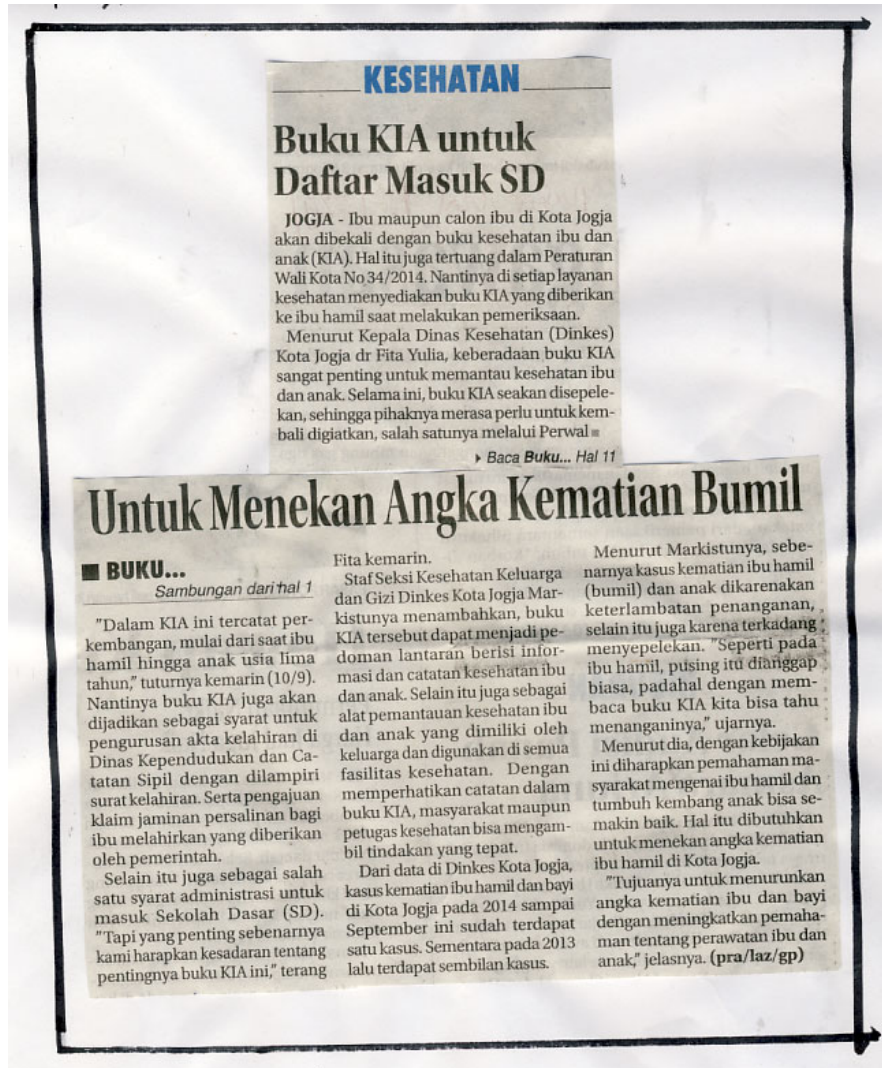 KESEHATAN
Buku KIA untuk
Daftar Masuk SD
JOGJA - Ibu maupun calon ibu di Kota Jogja
akan dibekali dengan buku kesehatan ibu dan
anak (KIA). Hal itu juga tertuang dalam Peraturan
Wali Kota No 34/2014. Nantinya di setiap layanan
kesehatan menyediakan buku KIA yang diberikan
ke ibu hamil saat melakukan pemeriksaan.
Menurut Kepala Dinas Kesehatan (Dinkes)
Kota Jogja dr Fita Yulia, keberadaan buku KIA
sangat penting untuk memantau kesehatan ibu
dan anak. Selama ini, buku KIA seakan disepele-
kan, sehingga pihaknya merasa perlu untuk kem-
bali digiatkan, salah satunya melalui Perwal ■
▸ Baca Buku... Hal 11
Untuk Menekan Angka Kematian Bumil
■ BUKU...
Sambungan dari hal 1
"Dalam KIA ini tercatat per-
kembangan, mulai dari saat ibu
hamil hingga anak usia lima
tahun," tuturnya kemarin (10/9).
Nantinya buku KIA juga akan
dijadikan sebagai syarat untuk
pengurusan akta kelahiran di
Dinas Kependudukan dan Ca-
tatan Sipil dengan dilampiri
surat kelahiran. Serta pengajuan
klaim jaminan persalinan bagi
ibu melahirkan yang diberikan
oleh pemerintah.
Selain itu juga sebagai salah
satu syarat administrasi untuk
masuk Sekolah Dasar (SD).
"Tapi yang penting sebenarnya
kami harapkan kesadaran tentang
pentingnya buku KIA ini," terang
Fita kemarin.
Staf Seksi Kesehatan Keluarga
dan Gizi Dinkes Kota Jogja Mar-
kistunya menambahkan, buku
KIA tersebut dapat menjadi pe-
doman lantaran berisi infor-
masi dan catatan kesehatan ibu
dan anak. Selain itu juga sebagai
alat pemantauan kesehatan ibu
dan anak yang dimiliki oleh
keluarga dan digunakan di semua
fasilitas kesehatan. Dengan
memperhatikan catatan dalam
buku KIA, masyarakat maupun
petugas kesehatan bisa mengam-
bil tindakan yang tepat.
Dari data di Dinkes Kota Jogja,
kasus kematian ibu hamil dan bayi
di Kota Jogja pada 2014 sampai
September ini sudah terdapat
satu kasus. Sementara pada 2013
lalu terdapat sembilan kasus.
Menurut Markistunya, sebe-
narnya kasus kematian ibu hamil
(bumil) dan anak dikarenakan
keterlambatan penanganan,
selain itu juga karena terkadang
menyepelekan. "Seperti pada
ibu hamil, pusing itu dianggap
biasa, padahal dengan mem-
baca buku KIA kita bisa tahu
menanganinya," ujarnya.
Menurut dia, dengan kebijakan
ini diharapkan pemahaman ma-
syarakat mengenai ibu hamil dan
tumbuh kembang anak bisa se-
makin baik. Hal itu dibutuhkan
untuk menekan angka kematian
ibu hamil di Kota Jogja.
"Tujuanya untuk menurunkan
angka kematian ibu dan bayi
dengan meningkatkan pemaha-
man tentang perawatan ibu dan
anak," jelasnya. (pra/laz/gp)